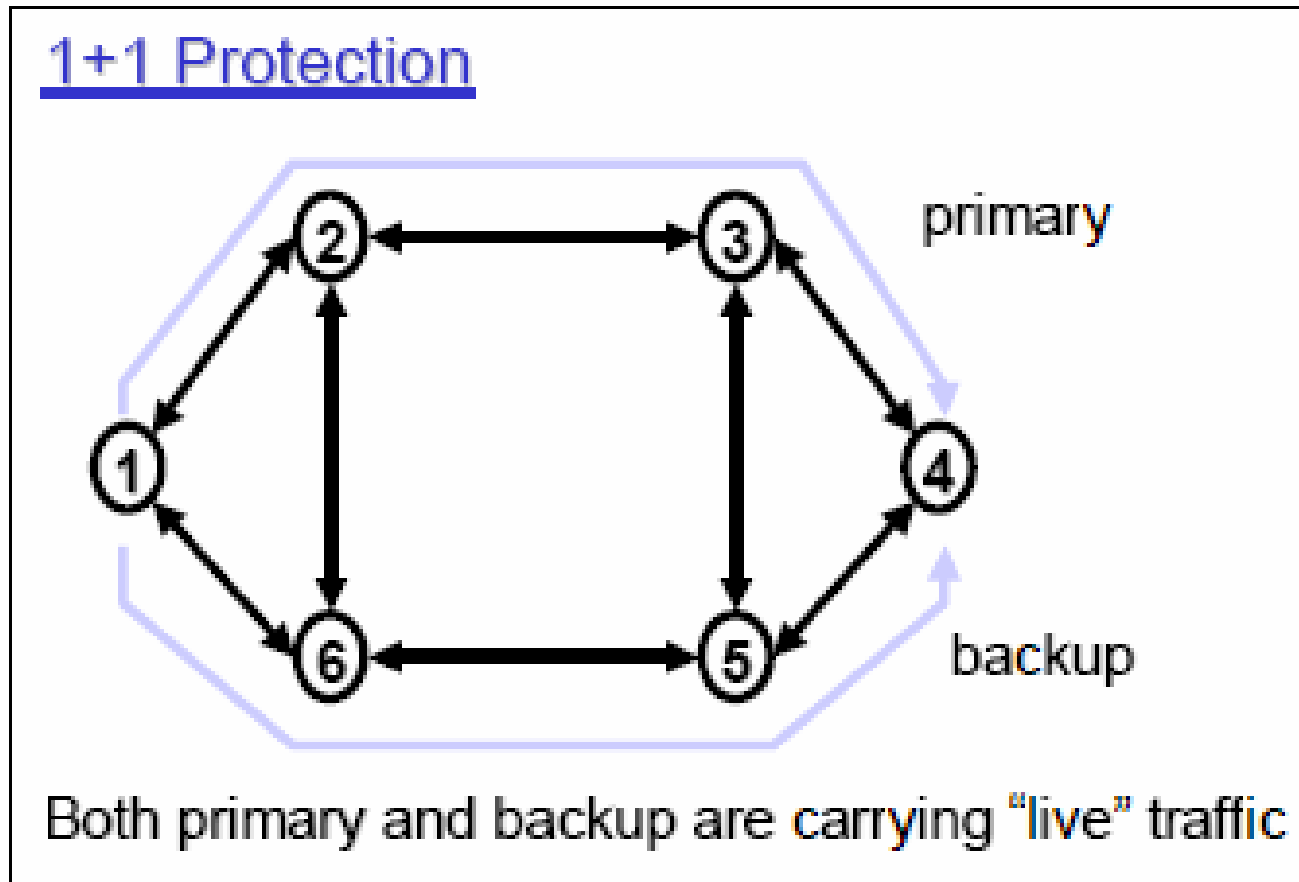 1+1 Protection
primary
2
3
1
4
6
5
backup
Both primary and backup are carrying “live” traffic